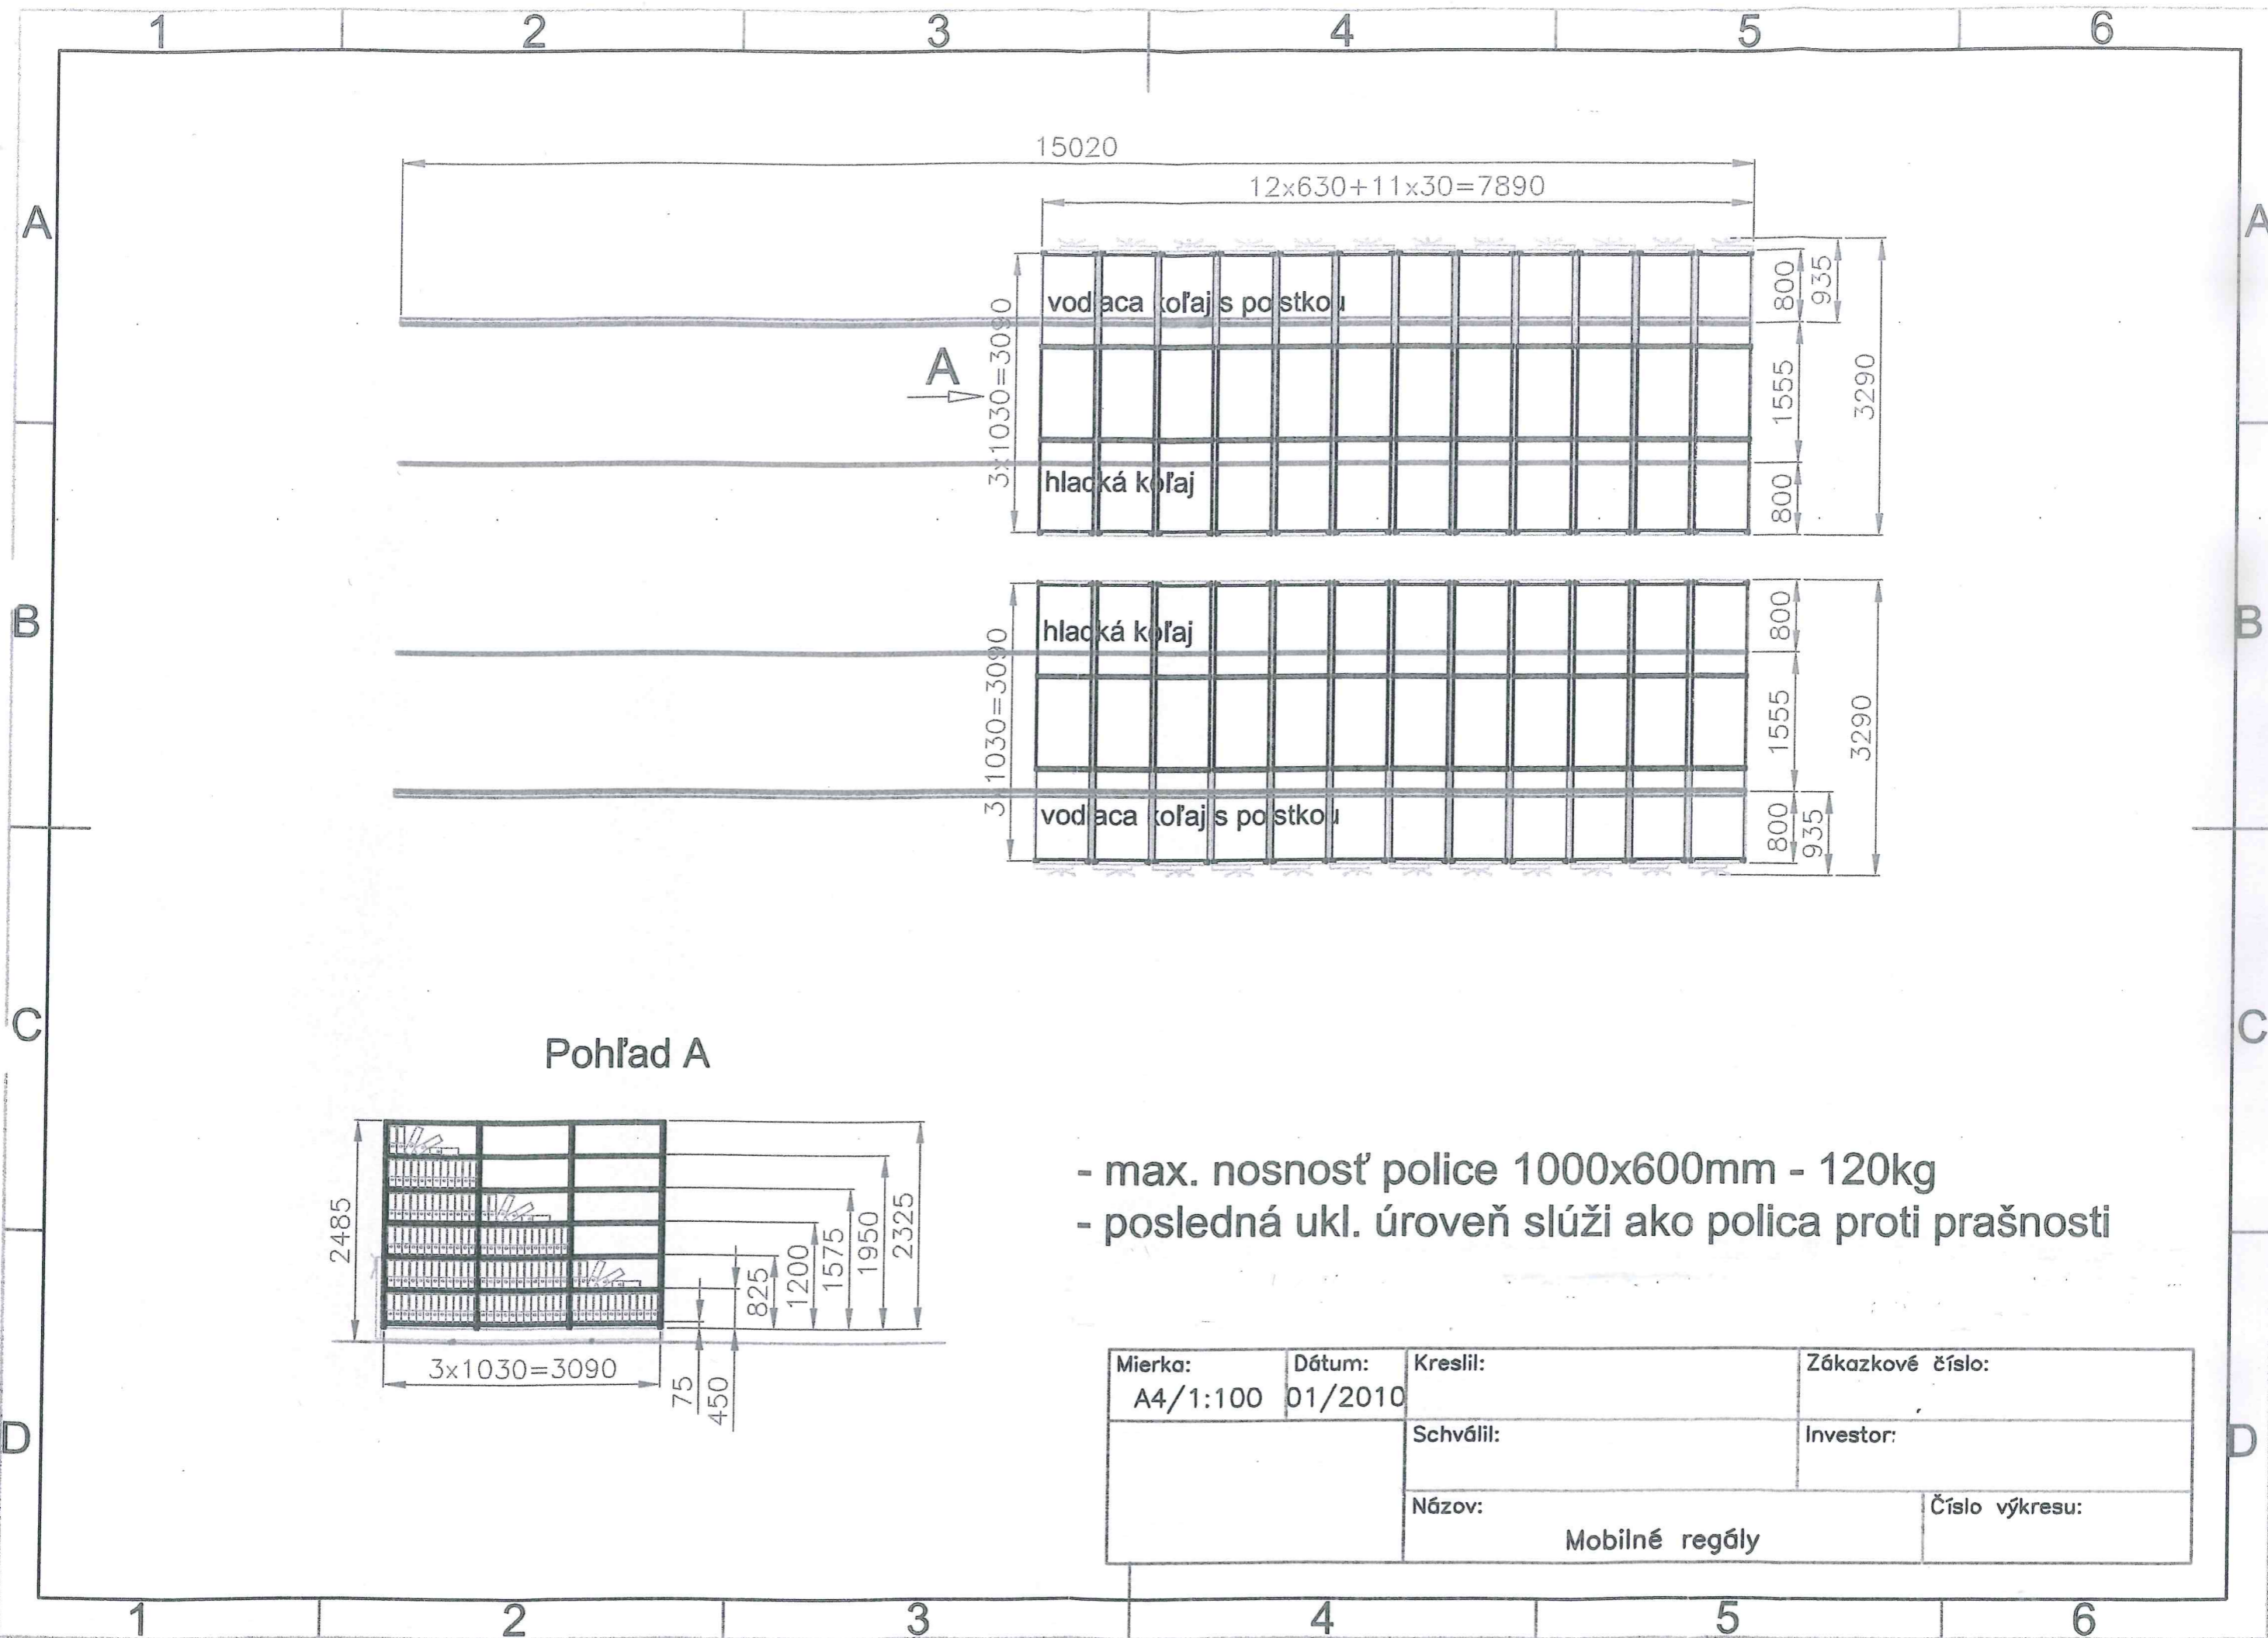 1 2 3 4 5 6
A
A
B
B
C
C
D
D
15020
12x630+11x30=7890
vodiaca koľaj s poistkou
A
hladká koľaj
3x1030=3090
800
935
1555
3290
800
hladká koľaj
vodiaca koľaj s poistkou
3 1030=3090
800
1555
3290
800
935
Pohľad A
2485
3x1030=3090
75
450
825
1200
1575
1950
2325
- max. nosnosť police 1000x600mm - 120kg
- posledná ukl. úroveň slúži ako polica proti prašnosti
Mierka:
A4/1:100
Dátum:
01/2010
Kreslil:
Zákazkové číslo:
Schválil:
Investor:
Názov:
Mobilné regály
Číslo výkresu:
1 2 3 4 5 6